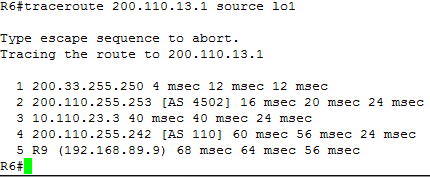 R6#traceroute 200.110.13.1 source lo1
Type escape sequence to abort.
Tracing the route to 200.110.13.1
1 200.33.255.250 4 msec 12 msec 12 msec
2 200.110.255.253 [AS 4502] 16 msec 20 msec 24 msec
3 10.110.23.3 40 msec 40 msec 24 msec
4 200.110.255.242 [AS 110] 60 msec 56 msec 24 msec
5 R9 (192.168.89.9) 68 msec 64 msec 56 msec
R6#